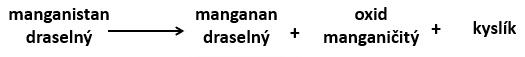 manganistan manganan oxid
draselný draselný + manganičitý + kyslík